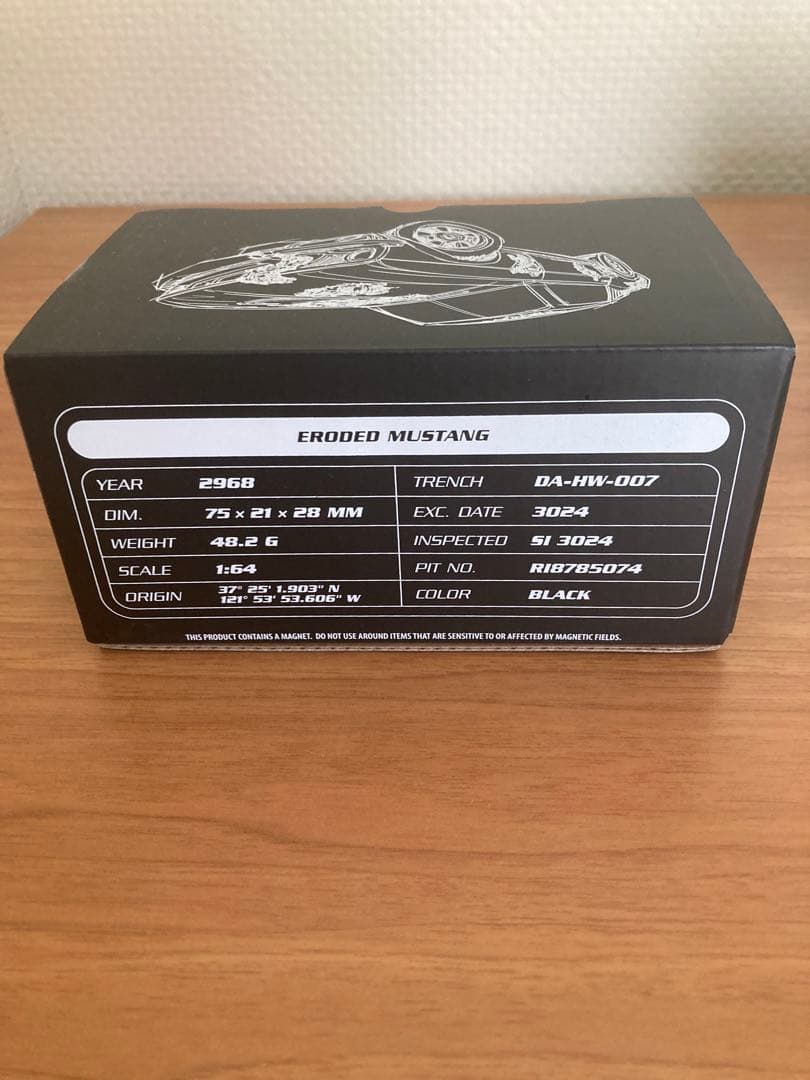 ERODED MUSTANG
YEAR 2968
DIM. 75 × 21 × 28 MM
WEIGHT 48.2 G
SCALE 1:64
ORIGIN 37° 25' 1.903" N
121° 53' 53.606" W
TRENCH DA-HW-007
EXC. DATE 3024
INSPECTED SI 3024
PIT NO. RI8785074
COLOR BLACK
THIS PRODUCT CONTAINS A MAGNET. DO NOT USE AROUND ITEMS THAT ARE SENSITIVE TO OR AFFECTED BY MAGNETIC FIELDS.